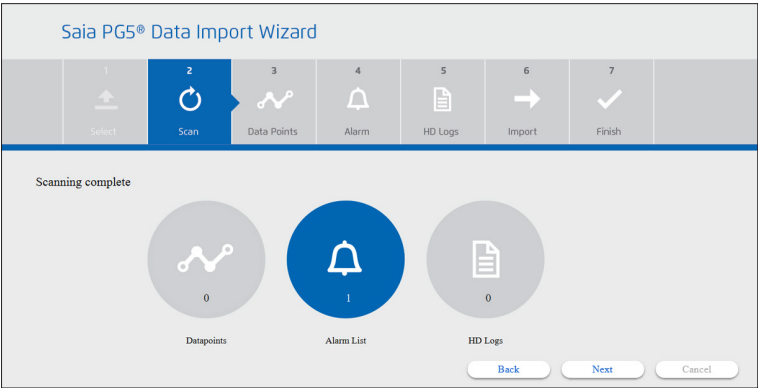 Saia PG5® Data Import Wizard
1 2 3 4 5 6 7
Select Scan Data Points Alarm HD Logs Import Finish
Scanning complete
0 1 0
Datapoints Alarm List HD Logs
Back Next Cancel